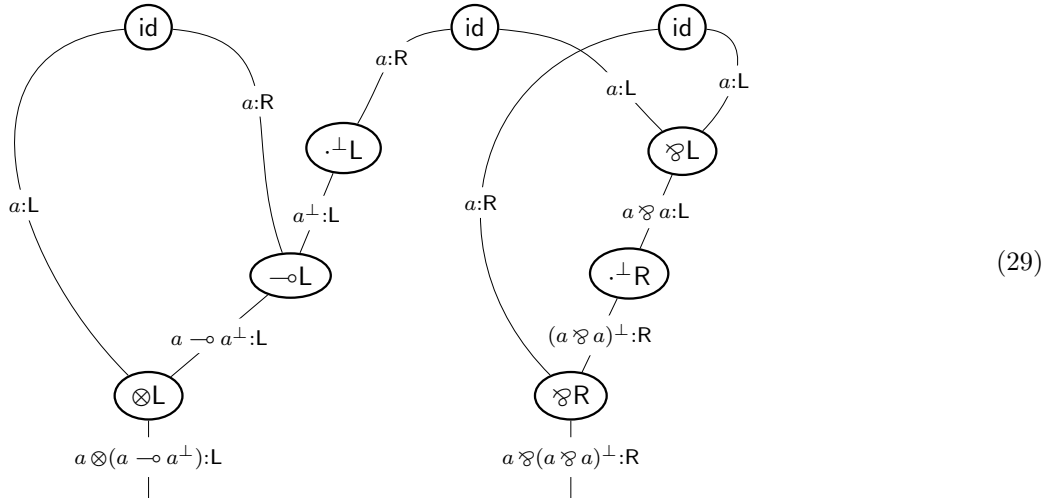 id id id
a:R
a:L a:L
a:R
·⊥L ⅋L
a:L a:R
a⊥:L a ⅋ a:L
⊸L ·⊥R (29)
a ⊸ a⊥:L (a ⅋ a)⊥:R
⊗L ⅋R
a ⊗(a ⊸ a⊥):L a ⅋(a ⅋ a)⊥:R